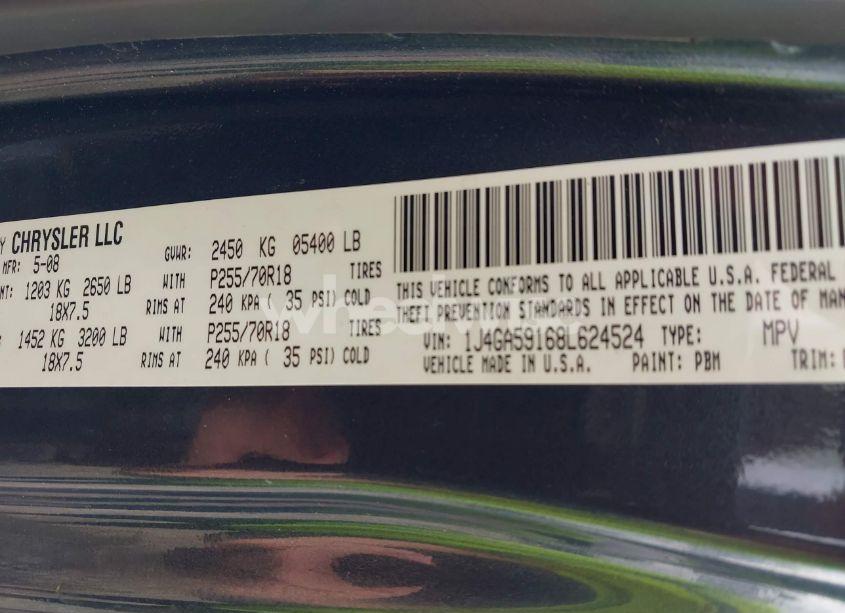 Y CHRYSLER LLC
MFR: 5-08
GVWR: 2450 KG 05400 LB
NT: 1203 KG 2650 LB WITH P255/70R18 TIRES
18X7.5 RIMS AT 240 KPA ( 35 PSI) COLD
: 1452 KG 3200 LB WITH P255/70R18 TIRES
18X7.5 RIMS AT 240 KPA ( 35 PSI) COLD
THIS VEHICLE CONFORMS TO ALL APPLICABLE U.S.A. FEDERAL
THEFT PREVENTION STANDARDS IN EFFECT ON THE DATE OF MAN
VIN: 1J4GA59168L624524 TYPE: MPV
VEHICLE MADE IN U.S.A. PAINT: PBM TRIM: